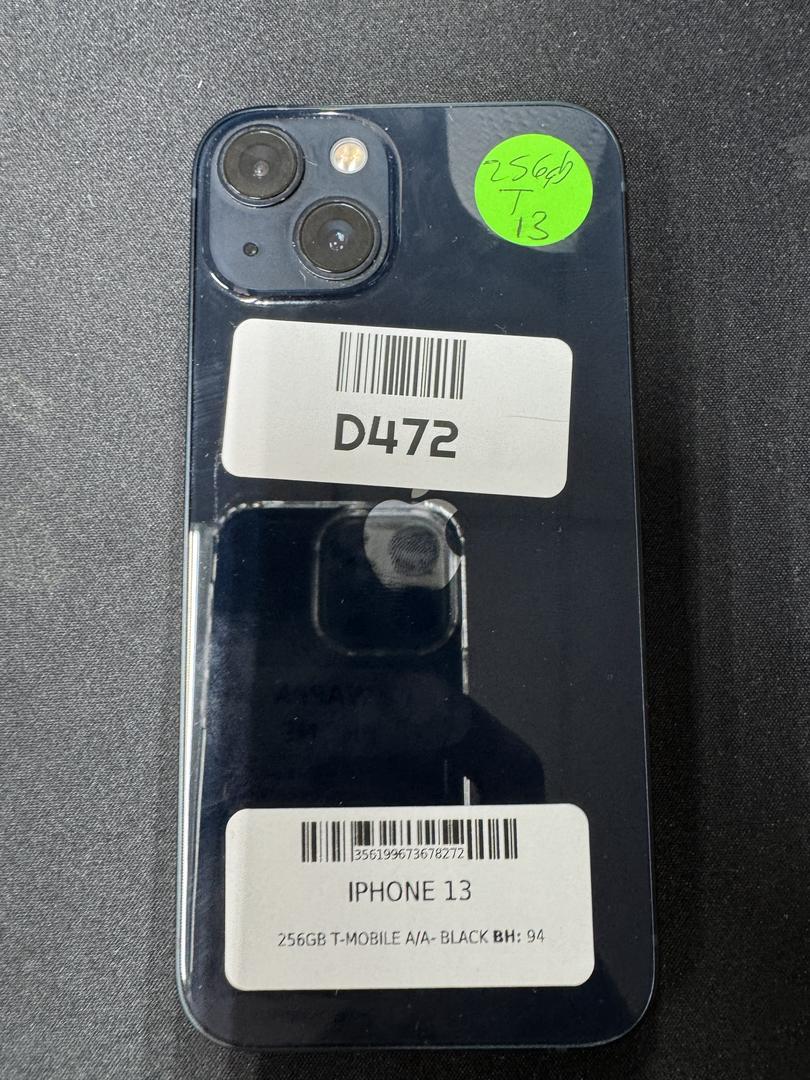 256gb
T
13
D472
356199673678272
IPHONE 13
256GB T-MOBILE A/A- BLACK BH: 94